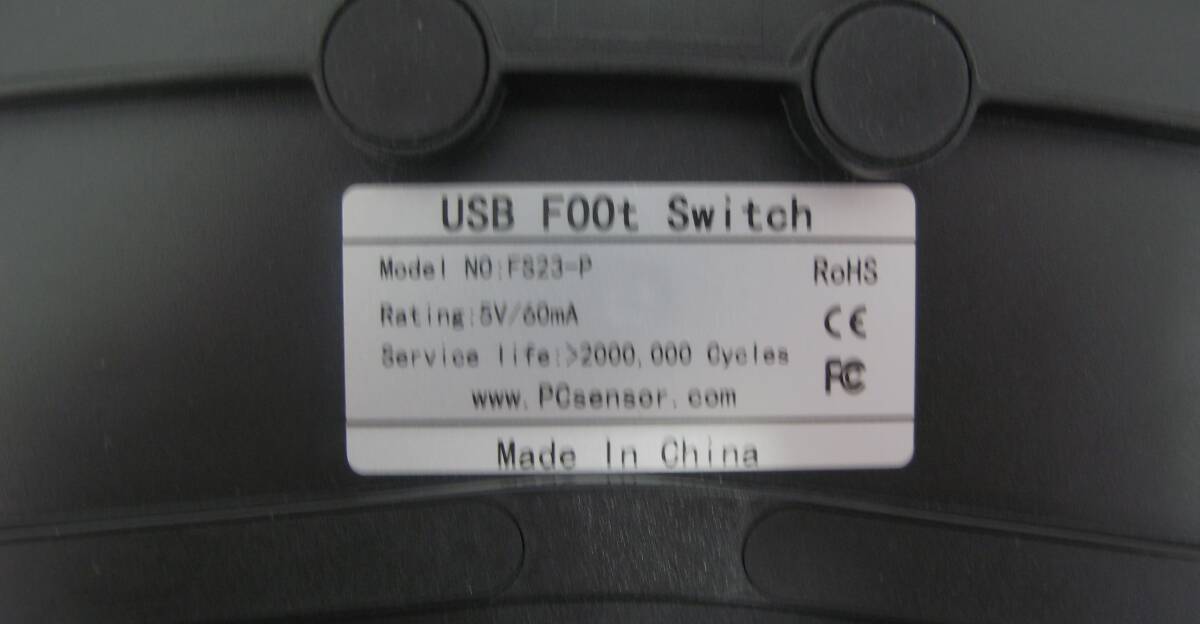 USB FOOt Switch
Model NO:FS23-P
RoHS
Rating:5V/60mA
CE
Service life:>2000,000 Cycles
FC
www.PCsensor.com
Made In China